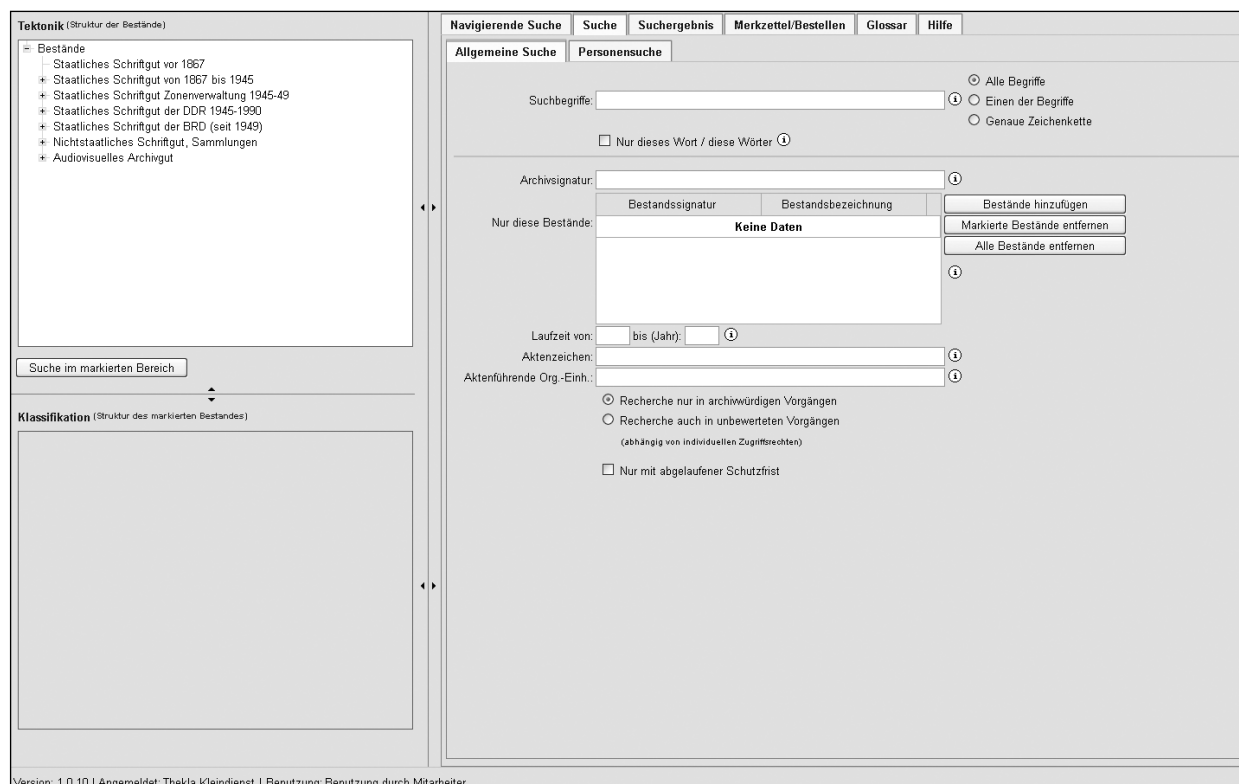 Tektonik (Struktur der Bestände)
Bestände
Staatliches Schriftgut vor 1867
Staatliches Schriftgut von 1867 bis 1945
Staatliches Schriftgut Zonenverwaltung 1945-49
Staatliches Schriftgut der DDR 1945-1990
Staatliches Schriftgut der BRD (seit 1949)
Nichtstaatliches Schriftgut, Sammlungen
Audiovisuelles Archivgut
Suche im markierten Bereich
Klassifikation (Struktur des markierten Bestandes)
Navigierende Suche Suche Suchergebnis Merkzettel/Bestellen Glossar Hilfe
Allgemeine Suche Personensuche
Alle Begriffe
Suchbegriffe: Einen der Begriffe
Genaue Zeichenkette
Nur dieses Wort / diese Wörter
Archivsignatur:
Bestandssignatur Bestandsbezeichnung Bestände hinzufügen
Nur diese Bestände: Keine Daten Markierte Bestände entfernen
Alle Bestände entfernen
Laufzeit von: bis (Jahr):
Aktenzeichen:
Aktenführende Org.-Einh.:
Recherche nur in archivwürdigen Vorgängen
Recherche auch in unbewerteten Vorgängen
(abhängig von individuellen Zugriffsrechten)
Nur mit abgelaufener Schutzfrist
Version: 1.0.10 | Angemeldet: Thekla Kleindienst | Benutzung: Benutzung durch Mitarbeiter